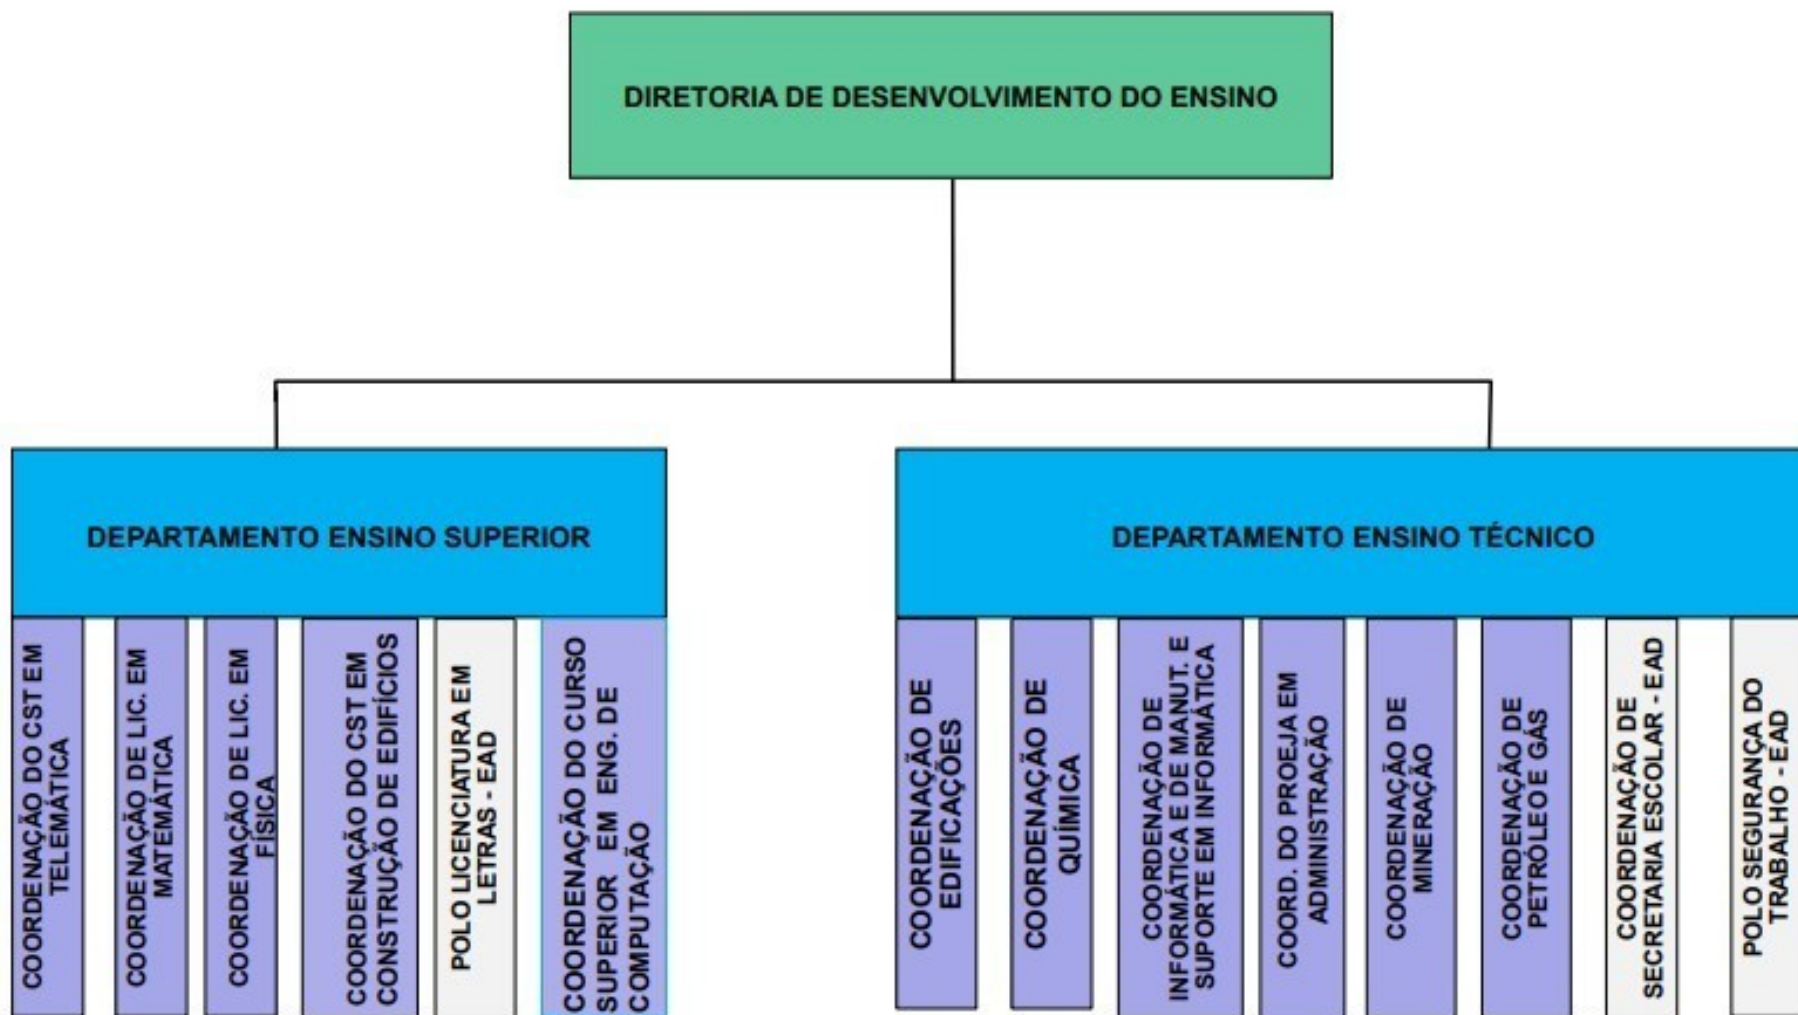 DIRETORIA DE DESENVOLVIMENTO DO ENSINO
DEPARTAMENTO ENSINO SUPERIOR
DEPARTAMENTO ENSINO TÉCNICO
COORDENAÇÃO DO CST EM
TELEMÁTICA
COORDENAÇÃO DE LIC. EM
MATEMÁTICA
COORDENAÇÃO DE LIC. EM
FÍSICA
COORDENAÇÃO DO CST EM
CONSTRUÇÃO DE EDIFÍCIOS
POLO LICENCIATURA EM
LETRAS - EAD
COORDENAÇÃO DO CURSO
SUPERIOR EM ENG. DE
COMPUTAÇÃO
COORDENAÇÃO DE
EDIFICAÇÕES
COORDENAÇÃO DE
QUÍMICA
COORDENAÇÃO DE
INFORMÁTICA E DE MANUT. E
SUPORTE EM INFORMÁTICA
COORD. DO PROEJA EM
ADMINISTRAÇÃO
COORDENAÇÃO DE
MINERAÇÃO
COORDENAÇÃO DE
PETRÓLEO E GÁS
COORDENAÇÃO DE
SECRETARIA ESCOLAR - EAD
POLO SEGURANÇA DO
TRABALHO - EAD